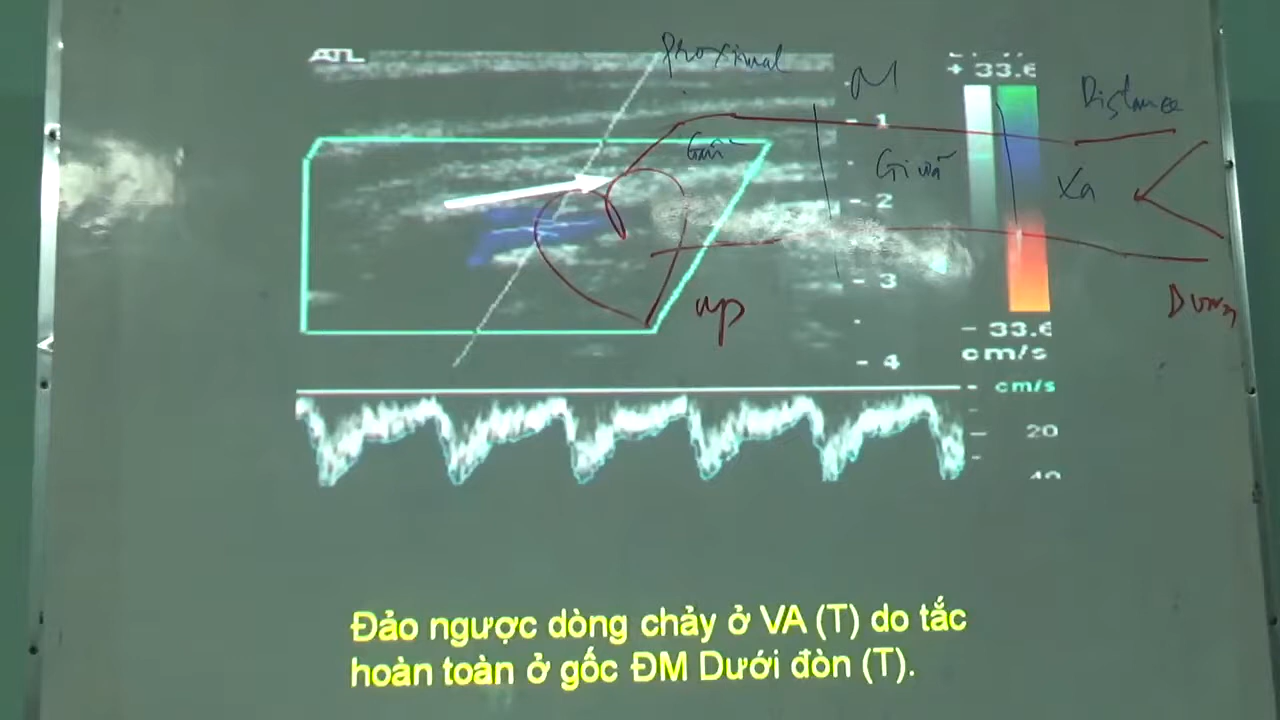 ATL
Proximal
M
+ 33.6
Distance
1
Gần
Giữa
Xa
2
3
up
Down
- 33.6
cm/s
- 4
cm/s
20
40
Đảo ngược dòng chảy ở VA (T) do tắc
hoàn toàn ở gốc ĐM Dưới đòn (T).